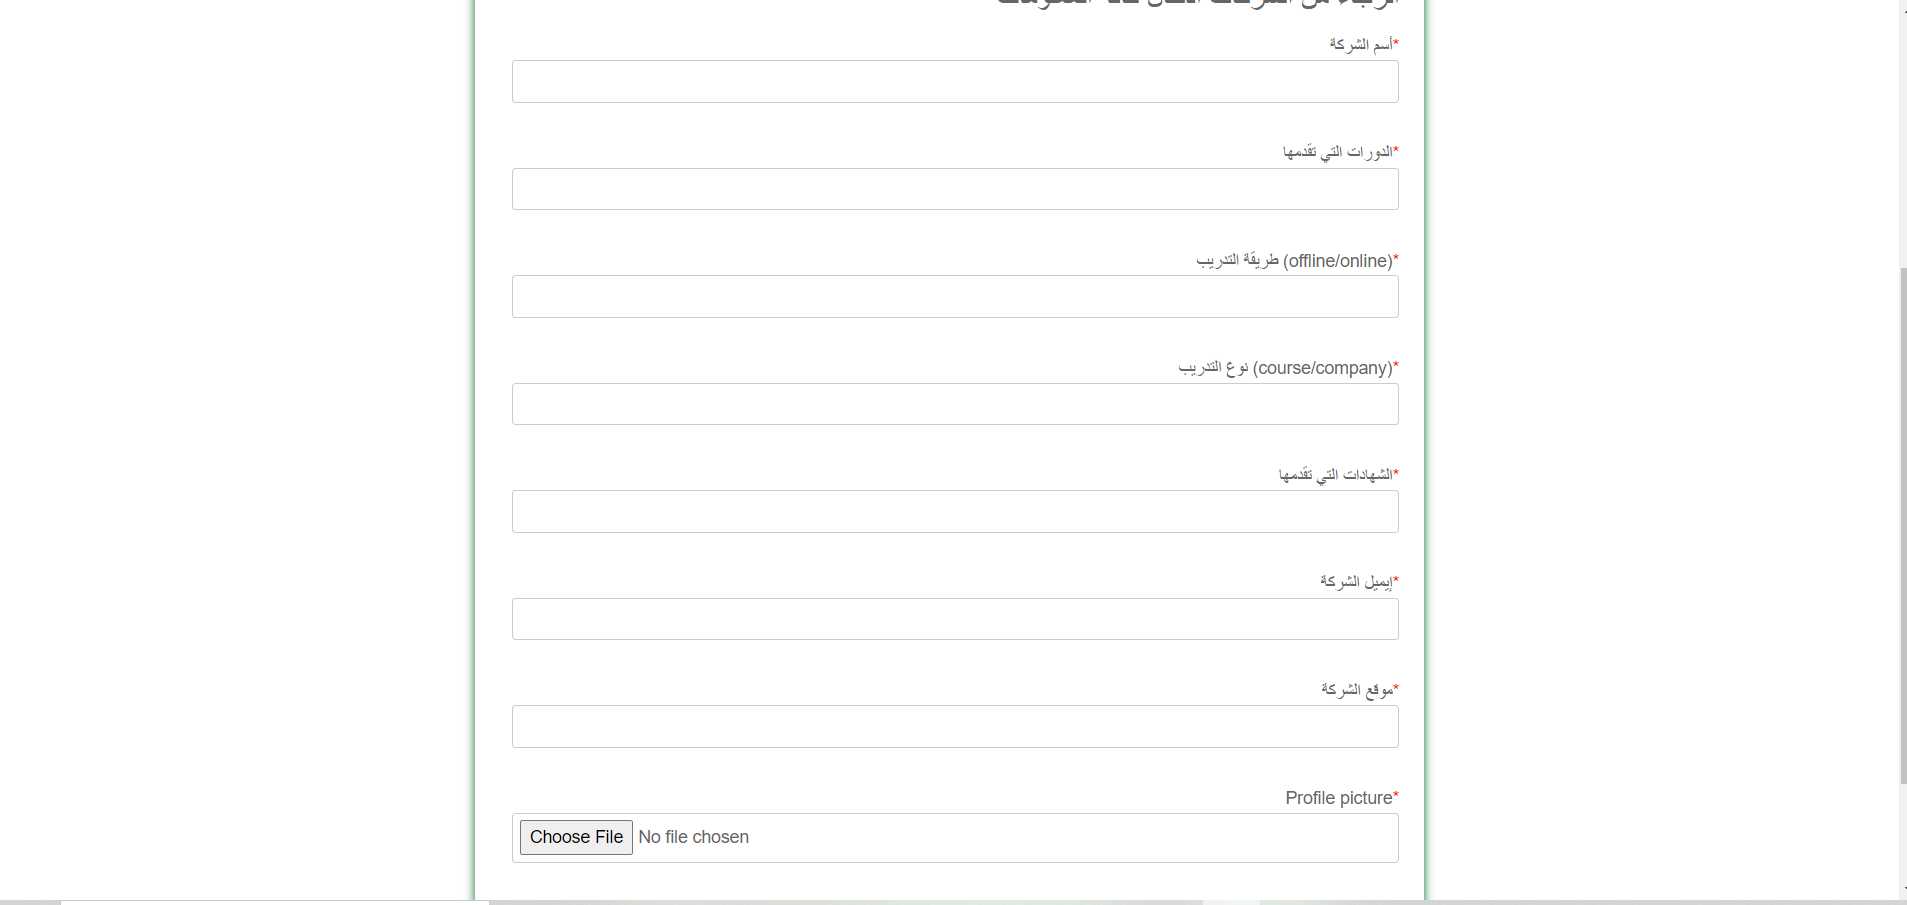 *أسم الشركة
*الدورات التي تقدمها
*(offline/online) طريقة التدريب
*(course/company) نوع التدريب
*الشهادات التي تقدمها
*إيميل الشركة
*موقع الشركة
Profile picture*
Choose File No file chosen